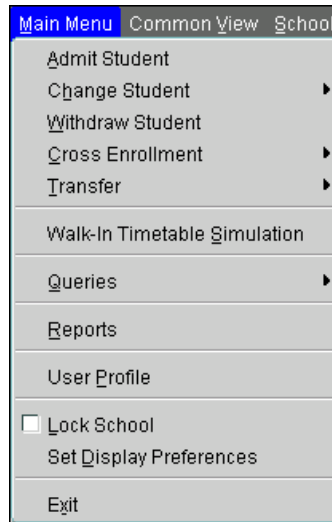 Main Menu Common View School
Admit Student
Change Student
Withdraw Student
Cross Enrollment
Transfer
Walk-In Timetable Simulation
Queries
Reports
User Profile
Lock School
Set Display Preferences
Exit